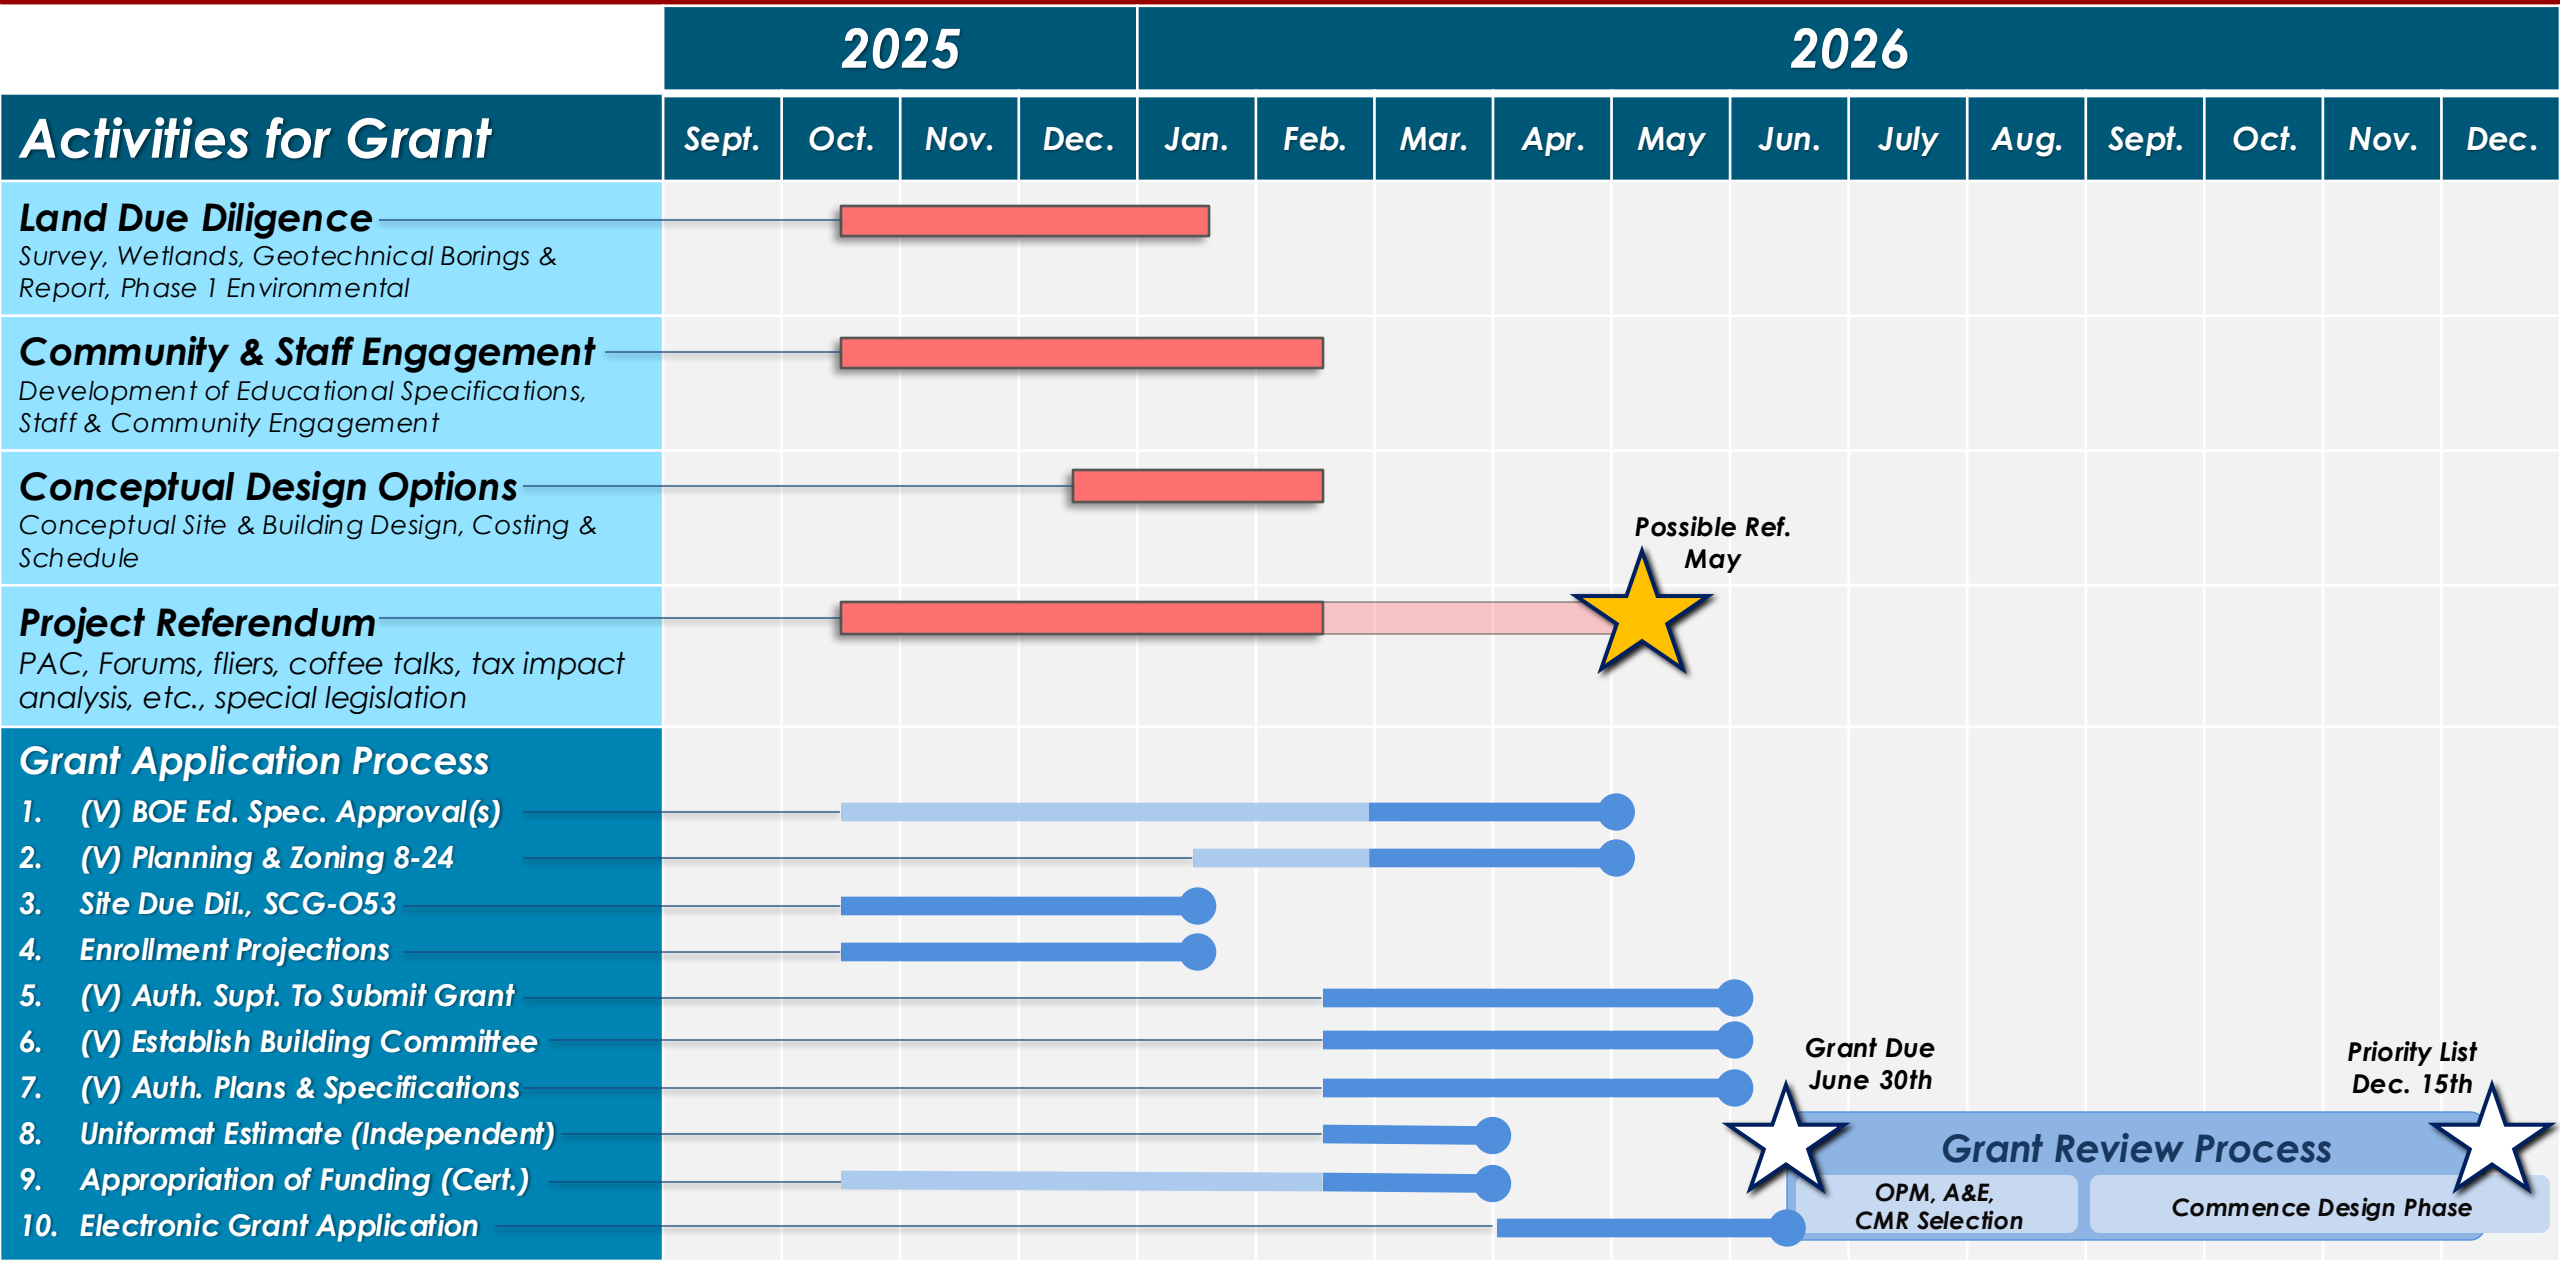 2025
2026
Activities for Grant
Sept.
Oct.
Nov.
Dec.
Jan.
Feb.
Mar.
Apr.
May
Jun.
July
Aug.
Sept.
Oct.
Nov.
Dec.
Land Due Diligence
Survey, Wetlands, Geotechnical Borings &
Report, Phase 1 Environmental
Community & Staff Engagement
Development of Educational Specifications,
Staff & Community Engagement
Conceptual Design Options
Conceptual Site & Building Design, Costing &
Schedule
Possible Ref.
May
Project Referendum
PAC, Forums, fliers, coffee talks, tax impact
analysis, etc., special legislation
Grant Application Process
1. (V) BOE Ed. Spec. Approval(s)
2. (V) Planning & Zoning 8-24
3. Site Due Dil., SCG-O53
4. Enrollment Projections
5. (V) Auth. Supt. To Submit Grant
6. (V) Establish Building Committee
7. (V) Auth. Plans & Specifications
8. Uniformat Estimate (Independent)
9. Appropriation of Funding (Cert.)
10. Electronic Grant Application
Grant Due
June 30th
Priority List
Dec. 15th
Grant Review Process
OPM, A&E,
CMR Selection
Commence Design Phase